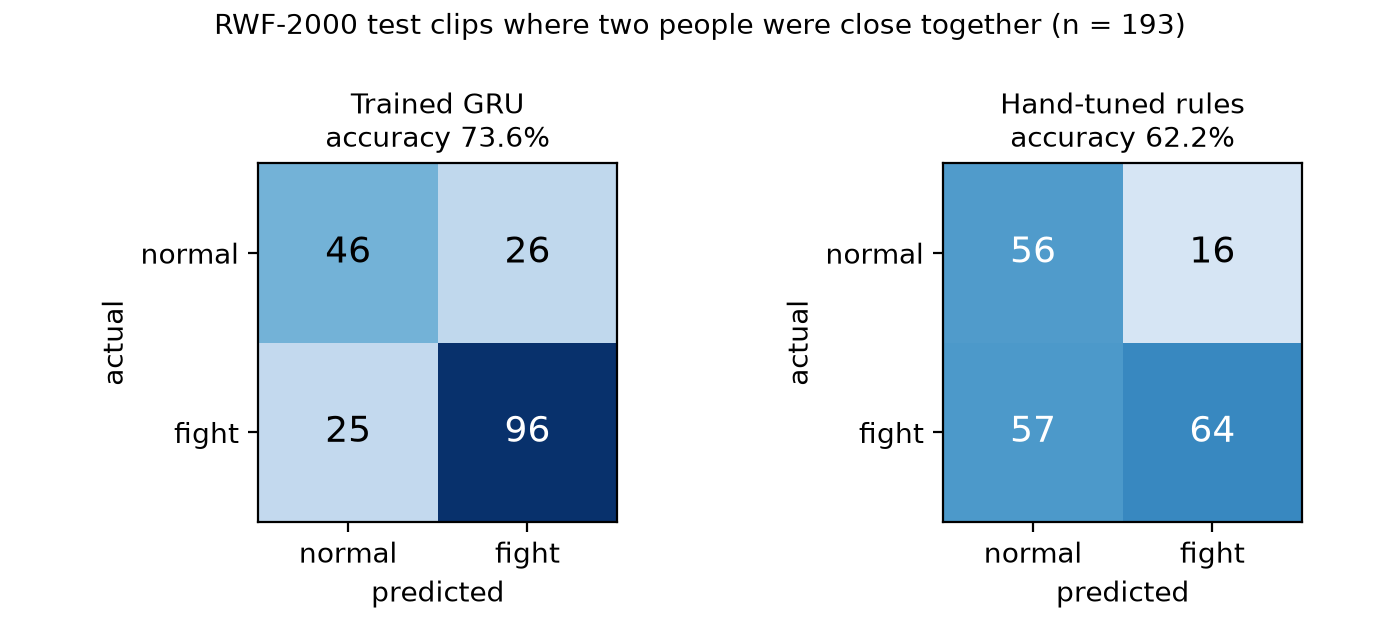 RWF-2000 test clips where two people were close together (n = 193)
Trained GRU
accuracy 73.6%
normal
46
26
fight
25
96
actual
normal
fight
predicted
Hand-tuned rules
accuracy 62.2%
normal
56
16
fight
57
64
actual
normal
fight
predicted